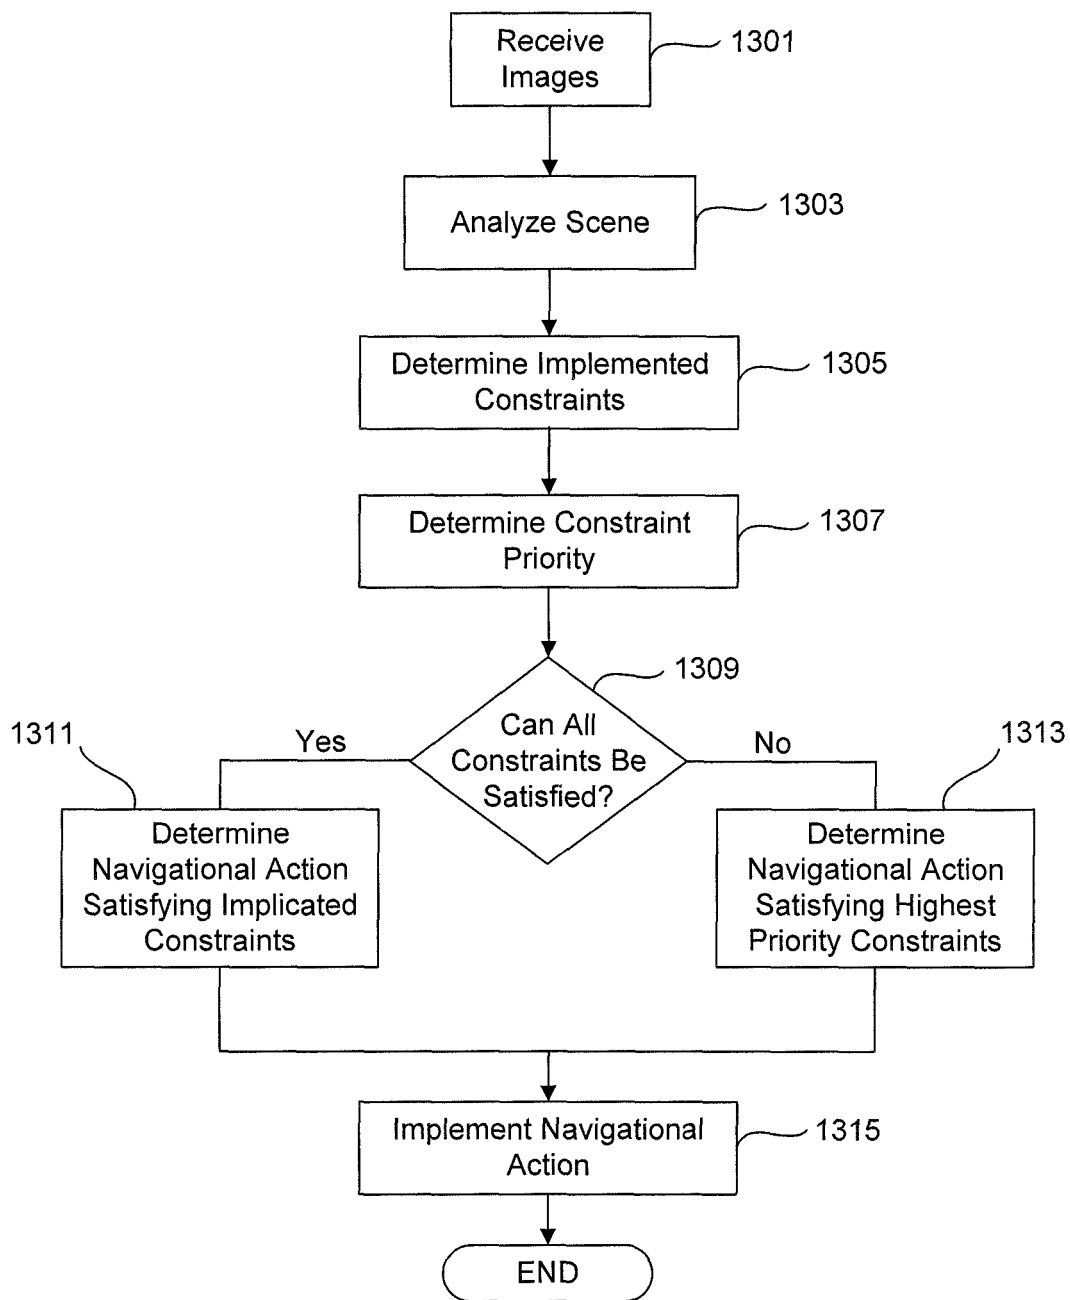 Receive
Images
1301
Analyze Scene
1303
Determine Implemented
Constraints
1305
Determine Constraint
Priority
1307
Can All
Constraints Be
Satisfied?
1309
Yes
No
1311
Determine
Navigational Action
Satisfying Implicated
Constraints
1313
Determine
Navigational Action
Satisfying Highest
Priority Constraints
Implement Navigational
Action
1315
END